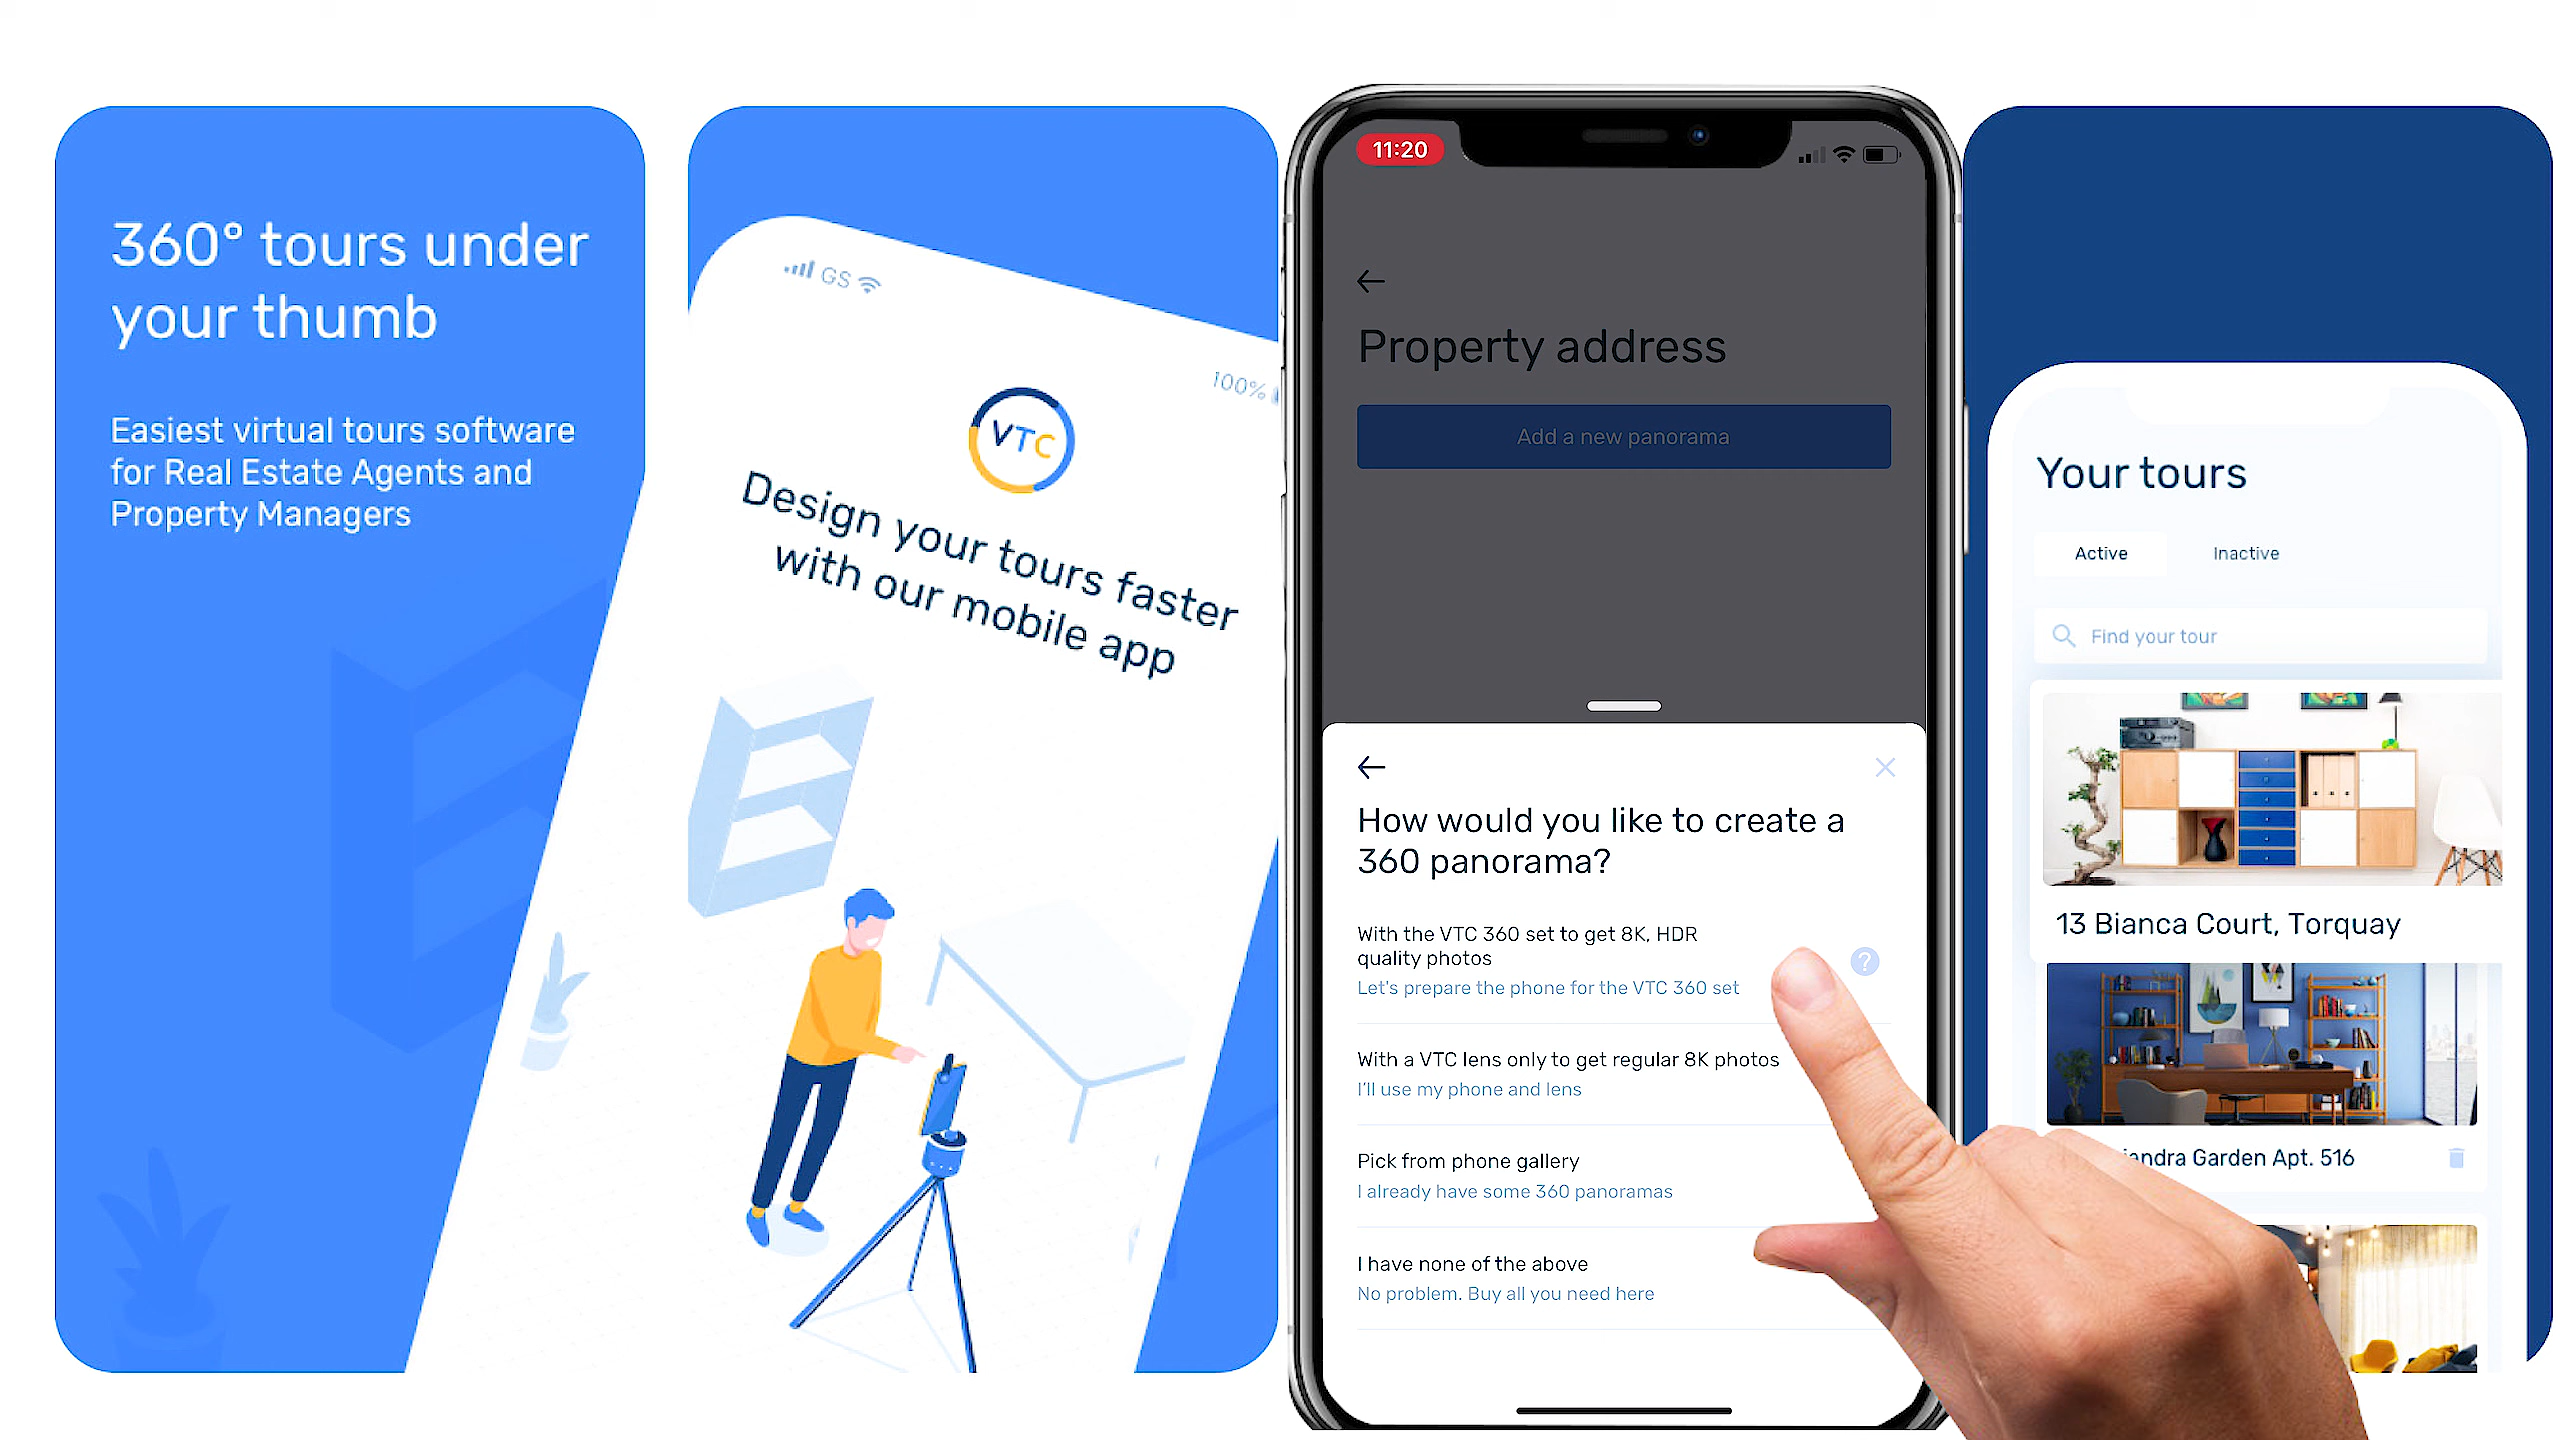 360° tours under
your thumb
Easiest virtual tours software
for Real Estate Agents and
Property Managers
GS
100%
VTC
Design your tours faster
with our mobile app
11:20
Property address
Add a new panorama
How would you like to create a
360 panorama?
With the VTC 360 set to get 8K, HDR
quality photos
Let's prepare the phone for the VTC 360 set
?
With a VTC lens only to get regular 8K photos
I'll use my phone and lens
Pick from phone gallery
I already have some 360 panoramas
I have none of the above
No problem. Buy all you need here
Your tours
Active
Inactive
Find your tour
13 Bianca Court, Torquay
Garden Apt. 516